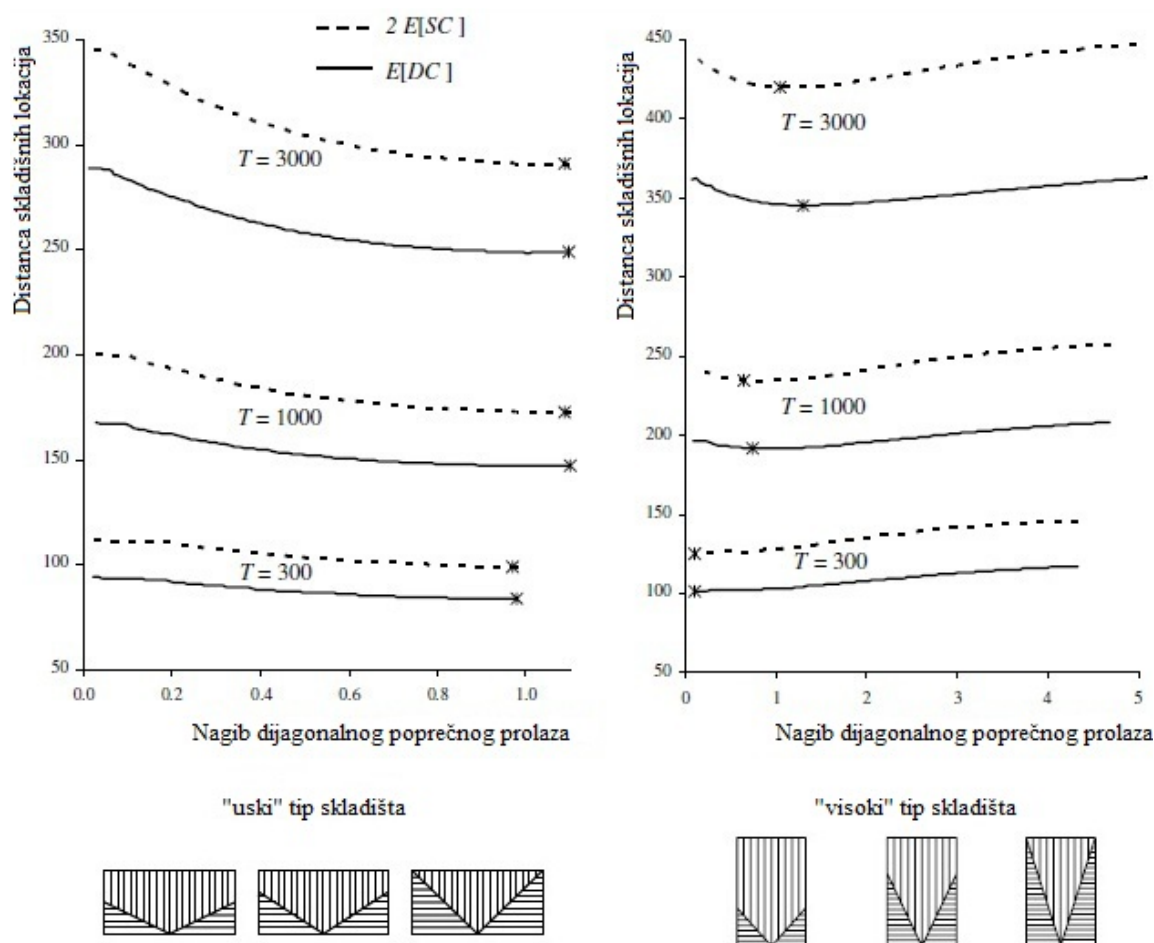 2 E[SC ]
E[DC ]
Distanca skladišnih lokacija
350
300
250
200
150
100
50
T = 3000
T = 1000
T = 300
0.0 0.2 0.4 0.6 0.8 1.0
Nagib dijagonalnog poprečnog prolaza
"uski" tip skladišta
Distanca skladišnih lokacija
450
400
350
300
250
200
150
100
50
T = 3000
T = 1000
T = 300
0 1 2 3 4 5
Nagib dijagonalnog poprečnog prolaza
"visoki" tip skladišta